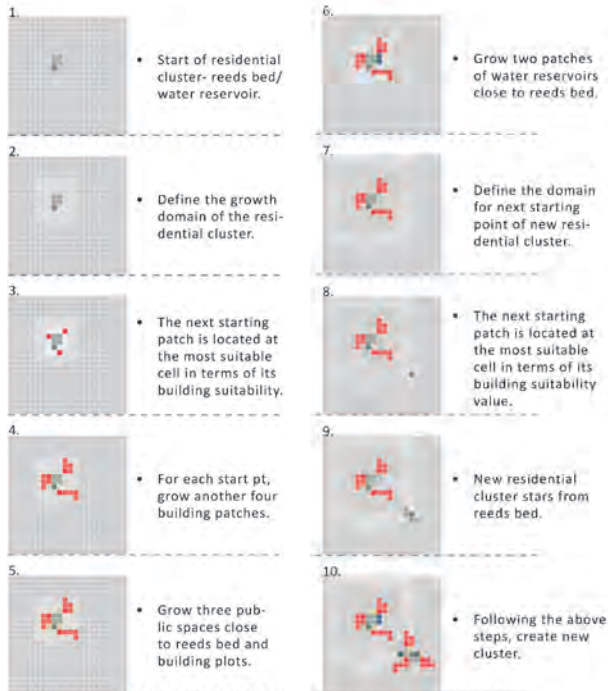 1.
• Start of residential
cluster- reeds bed/
water reservoir.
2.
• Define the growth
domain of the resi-
dential cluster.
3.
• The next starting
patch is located at
the most suitable
cell in terms of its
building suitability.
4.
• For each start pt,
grow another four
building patches.
5.
• Grow three pub-
lic spaces close
to reeds bed and
building plots.
6.
• Grow two patches
of water reservoirs
close to reeds bed.
7.
• Define the domain
for next starting
point of new resi-
dential cluster.
8.
• The next starting
patch is located at
the most suitable
cell in terms of its
building suitability
value.
9.
• New residential
cluster stars from
reeds bed.
10.
• Following the above
steps, create new
cluster.